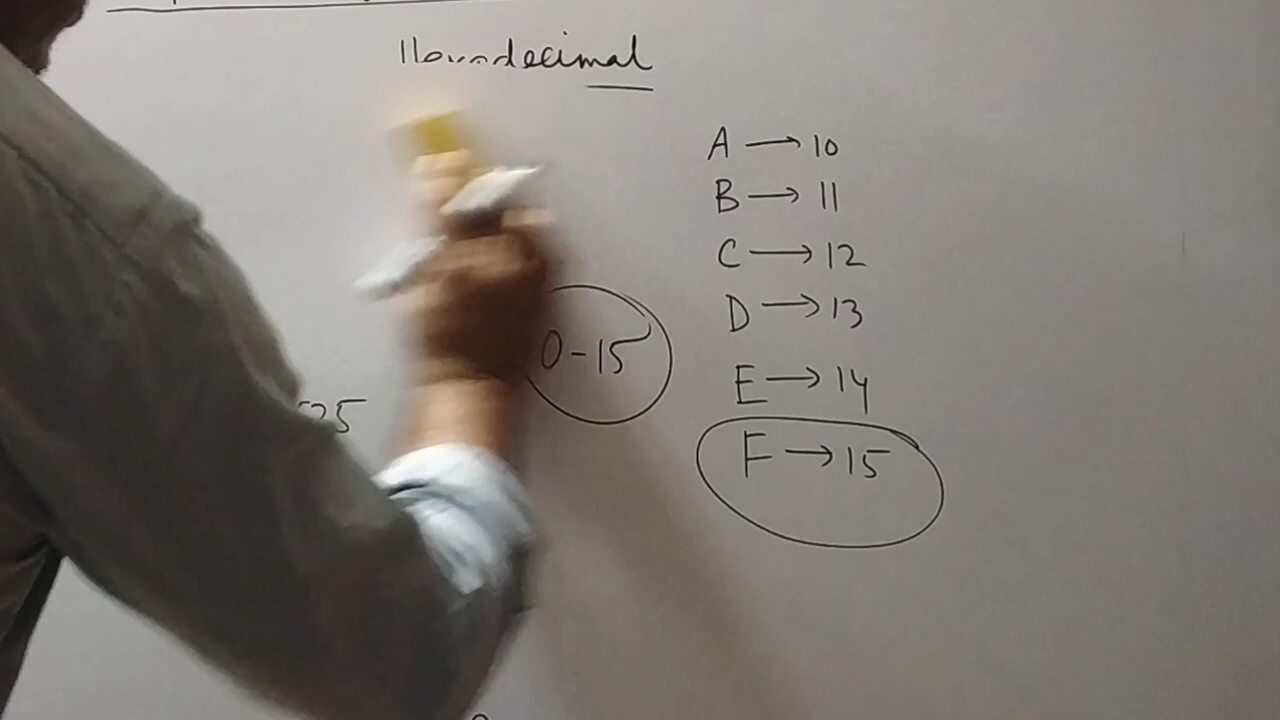 Hexadecimal
A → 10
B → 11
C → 12
D → 13
0-15
E → 14
F → 15